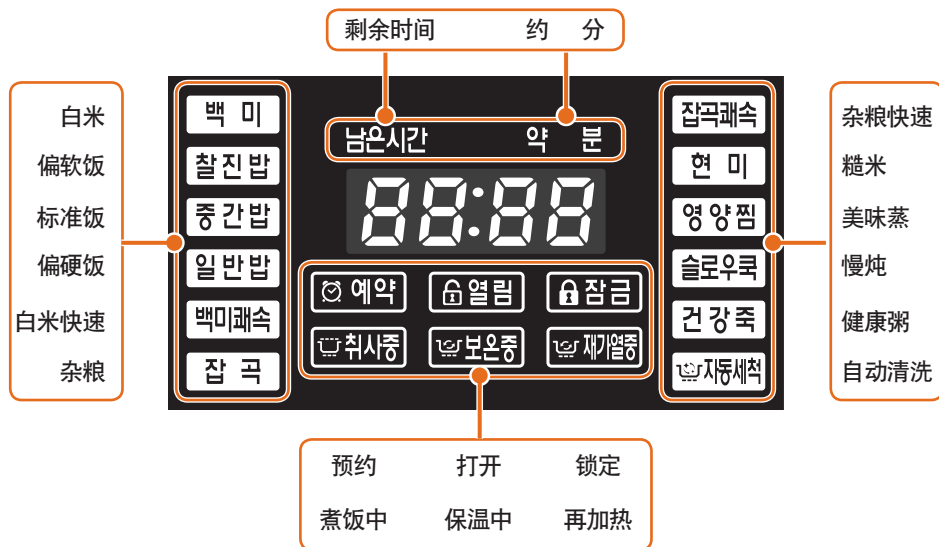 剩余时间 约 分
白米
偏软饭
标准饭
偏硬饭
白米快速
杂粮
백 미
찰진밥
중간밥
일반밥
백미쾌속
잡 곡
남은시간 약 분
88:88
예약 열림 잠금
취사중 보온중 재가열중
잡곡쾌속
현 미
영양찜
슬로우쿡
건강죽
자동세척
杂粮快速
糙米
美味蒸
慢炖
健康粥
自动清洗
预约 打开 锁定
煮饭中 保温中 再加热